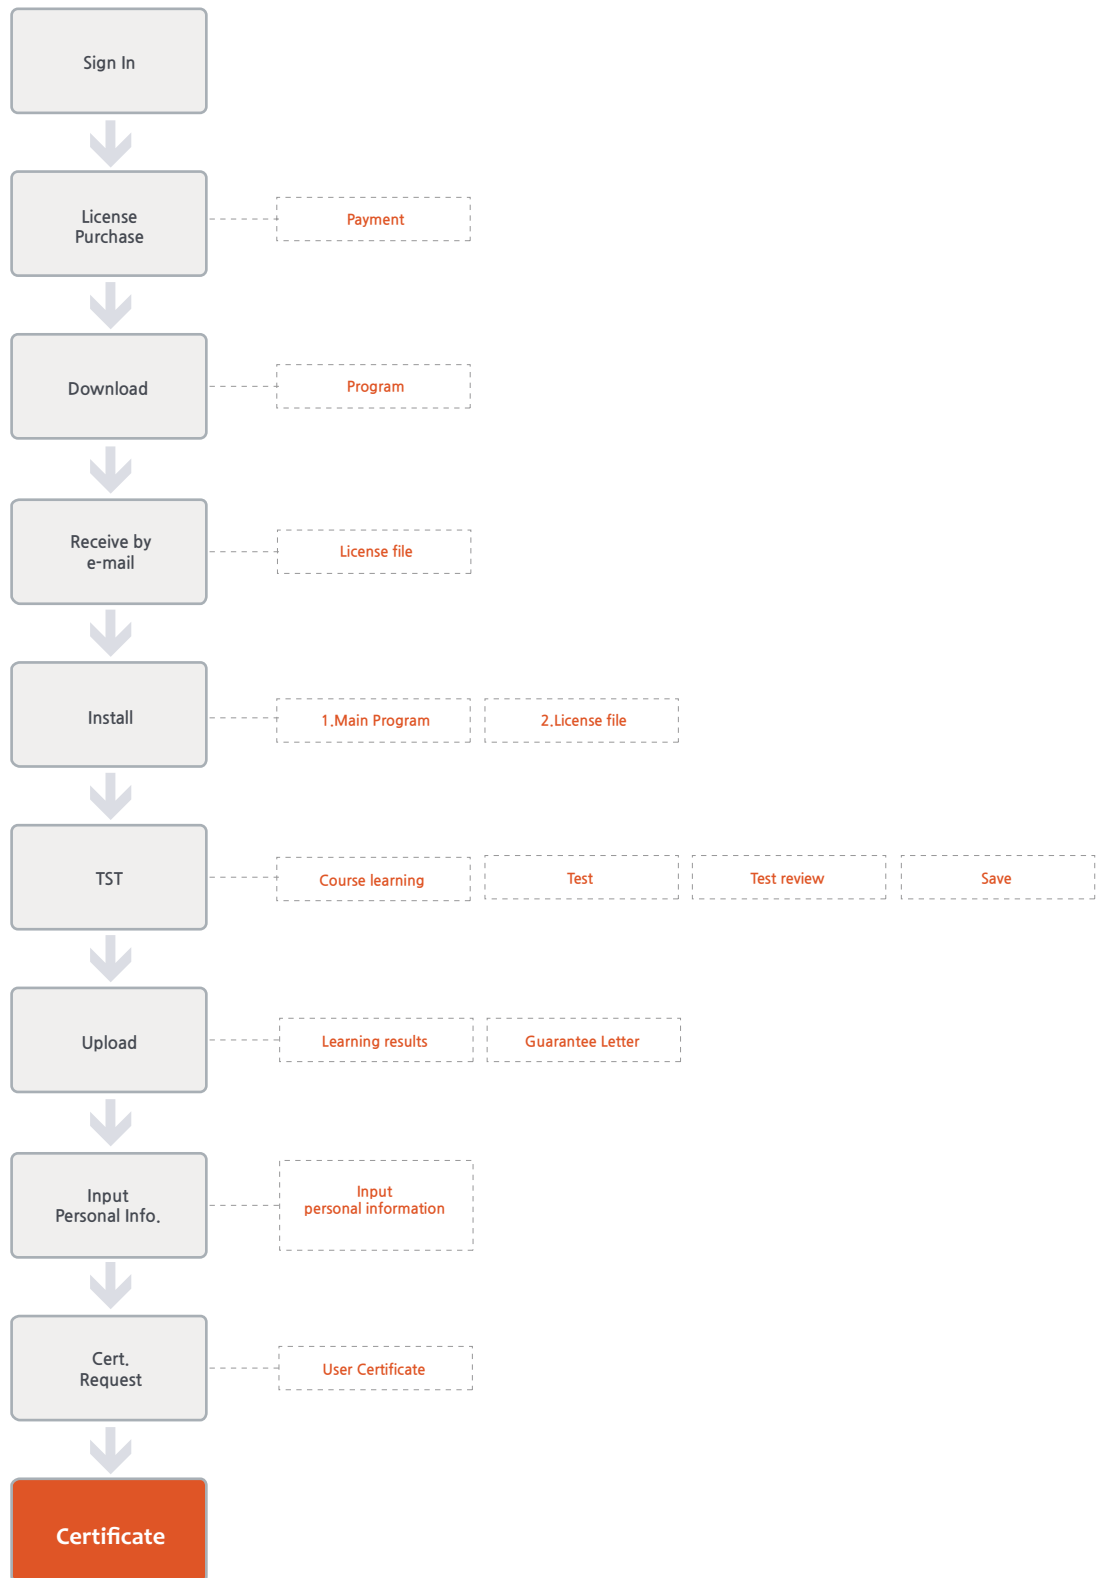 Sign In
License
Purchase
Payment
Download
Program
Receive by
e-mail
License file
Install
1.Main Program
2.License file
TST
Course learning
Test
Test review
Save
Upload
Learning results
Guarantee Letter
Input
Personal Info.
Input
personal information
Cert.
Request
User Certificate
Certificate